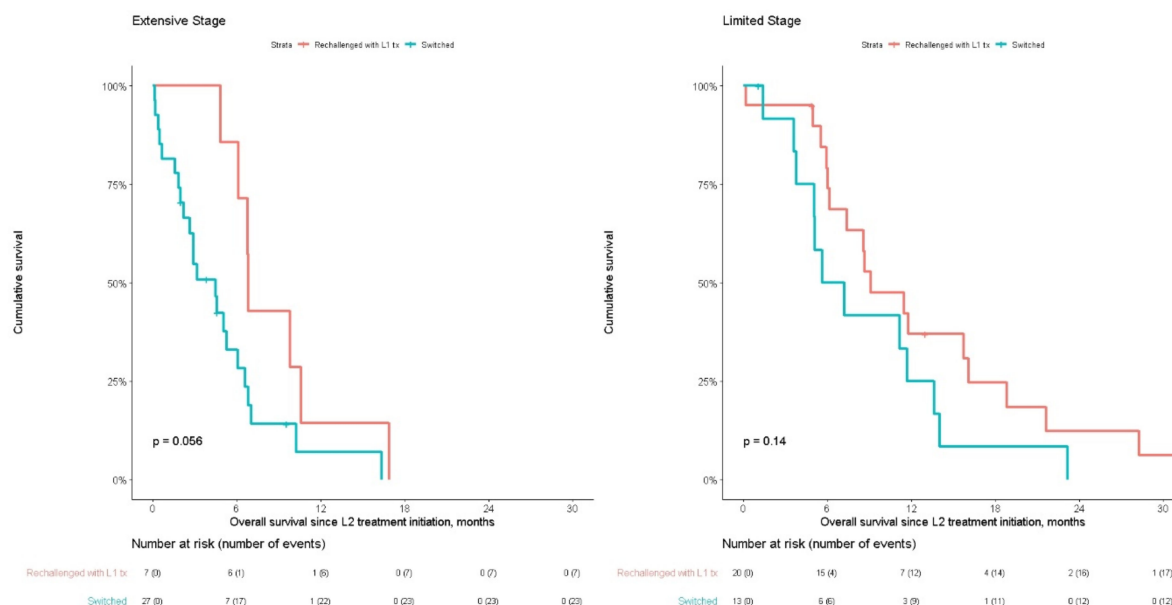 Extensive Stage
Strata Rechallenged with L1 tx Switched
100%
75%
50%
25%
0%
Cumulative survival
p = 0.056
0 6 12 18 24 30
Overall survival since L2 treatment initiation, months
Number at risk (number of events)
Rechallenged with L1 tx 7 (0) 6 (1) 1 (6) 0 (7) 0 (7) 0 (7)
Switched 27 (0) 7 (17) 1 (22) 0 (23) 0 (23) 0 (23)
Limited Stage
Strata Rechallenged with L1 tx Switched
100%
75%
50%
25%
0%
Cumulative survival
p = 0.14
0 6 12 18 24 30
Overall survival since L2 treatment initiation, months
Number at risk (number of events)
Rechallenged with L1 tx 20 (0) 15 (4) 7 (12) 4 (14) 2 (16) 1 (17)
Switched 13 (0) 6 (6) 3 (9) 1 (11) 0 (12) 0 (12)